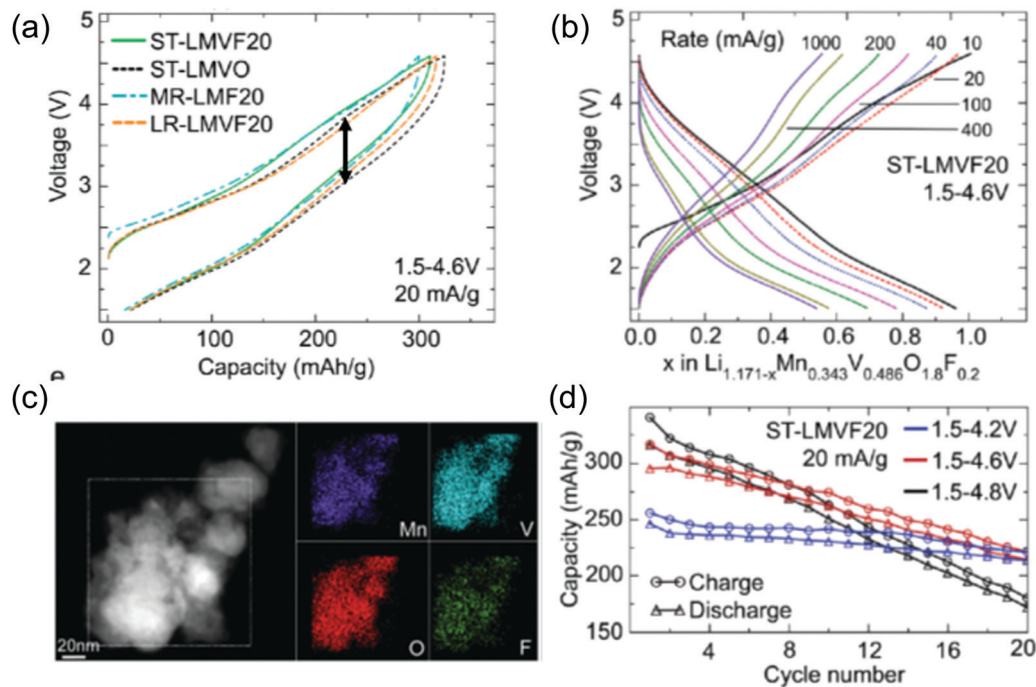 (a)
ST-LMVF20
ST-LMVO
MR-LMF20
LR-LMVF20
4
3
2
Voltage (V)
1.5-4.6V
20 mA/g
0 100 200 300
Capacity (mAh/g)
(b)
Rate (mA/g) 1000 200 40 10
20
100
400
4
3
2
Voltage (V)
ST-LMVF20
1.5-4.6V
0.0 0.2 0.4 0.6 0.8 1.0
x in Li1.171-xMn0.343V0.486O1.8F0.2
(c)
Mn
V
O
F
20nm
(d)
ST-LMVF20
20 mA/g
1.5-4.2V
1.5-4.6V
1.5-4.8V
300
250
200
150
Capacity (mAh/g)
Charge
Discharge
4 8 12 16 20
Cycle number